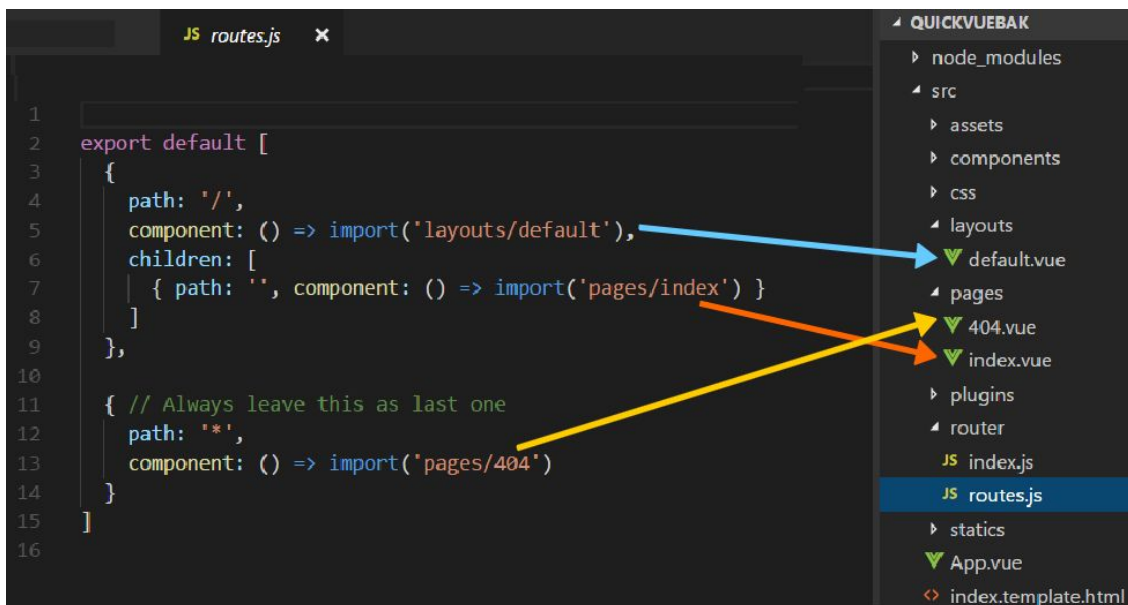 JS routes.js ×
1
2 export default [
3 {
4 path: '/',
5 component: () => import('layouts/default'),
6 children: [
7 { path: '', component: () => import('pages/index') }
8 ]
9 },
10
11 { // Always leave this as last one
12 path: '*',
13 component: () => import('pages/404')
14 }
15 ]
16
QUICKVUEBAK
node_modules
src
assets
components
css
layouts
default.vue
pages
404.vue
index.vue
plugins
router
JS index.js
JS routes.js
statics
App.vue
<> index.template.html